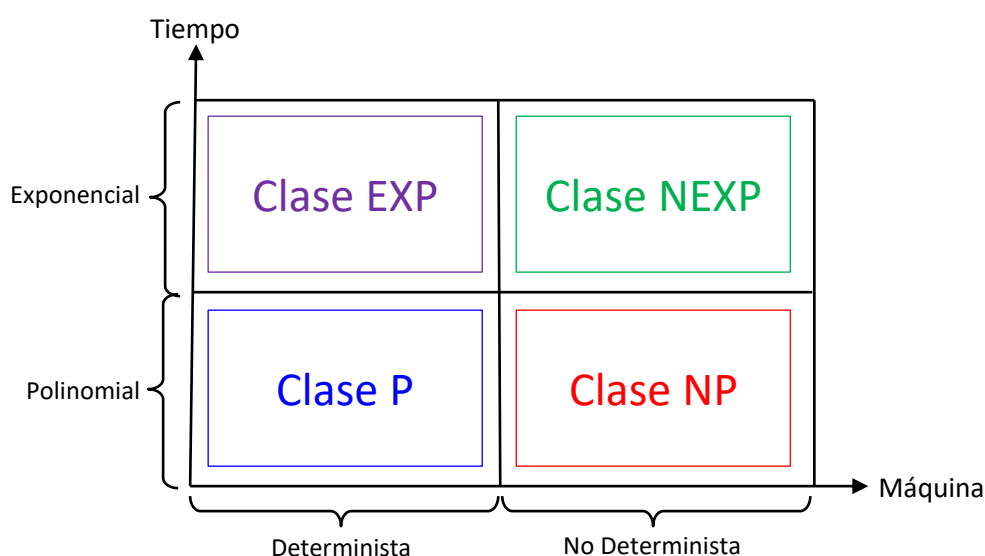 Tiempo
Exponencial
Clase EXP
Clase NEXP
Polinomial
Clase P
Clase NP
Máquina
Determinista
No Determinista